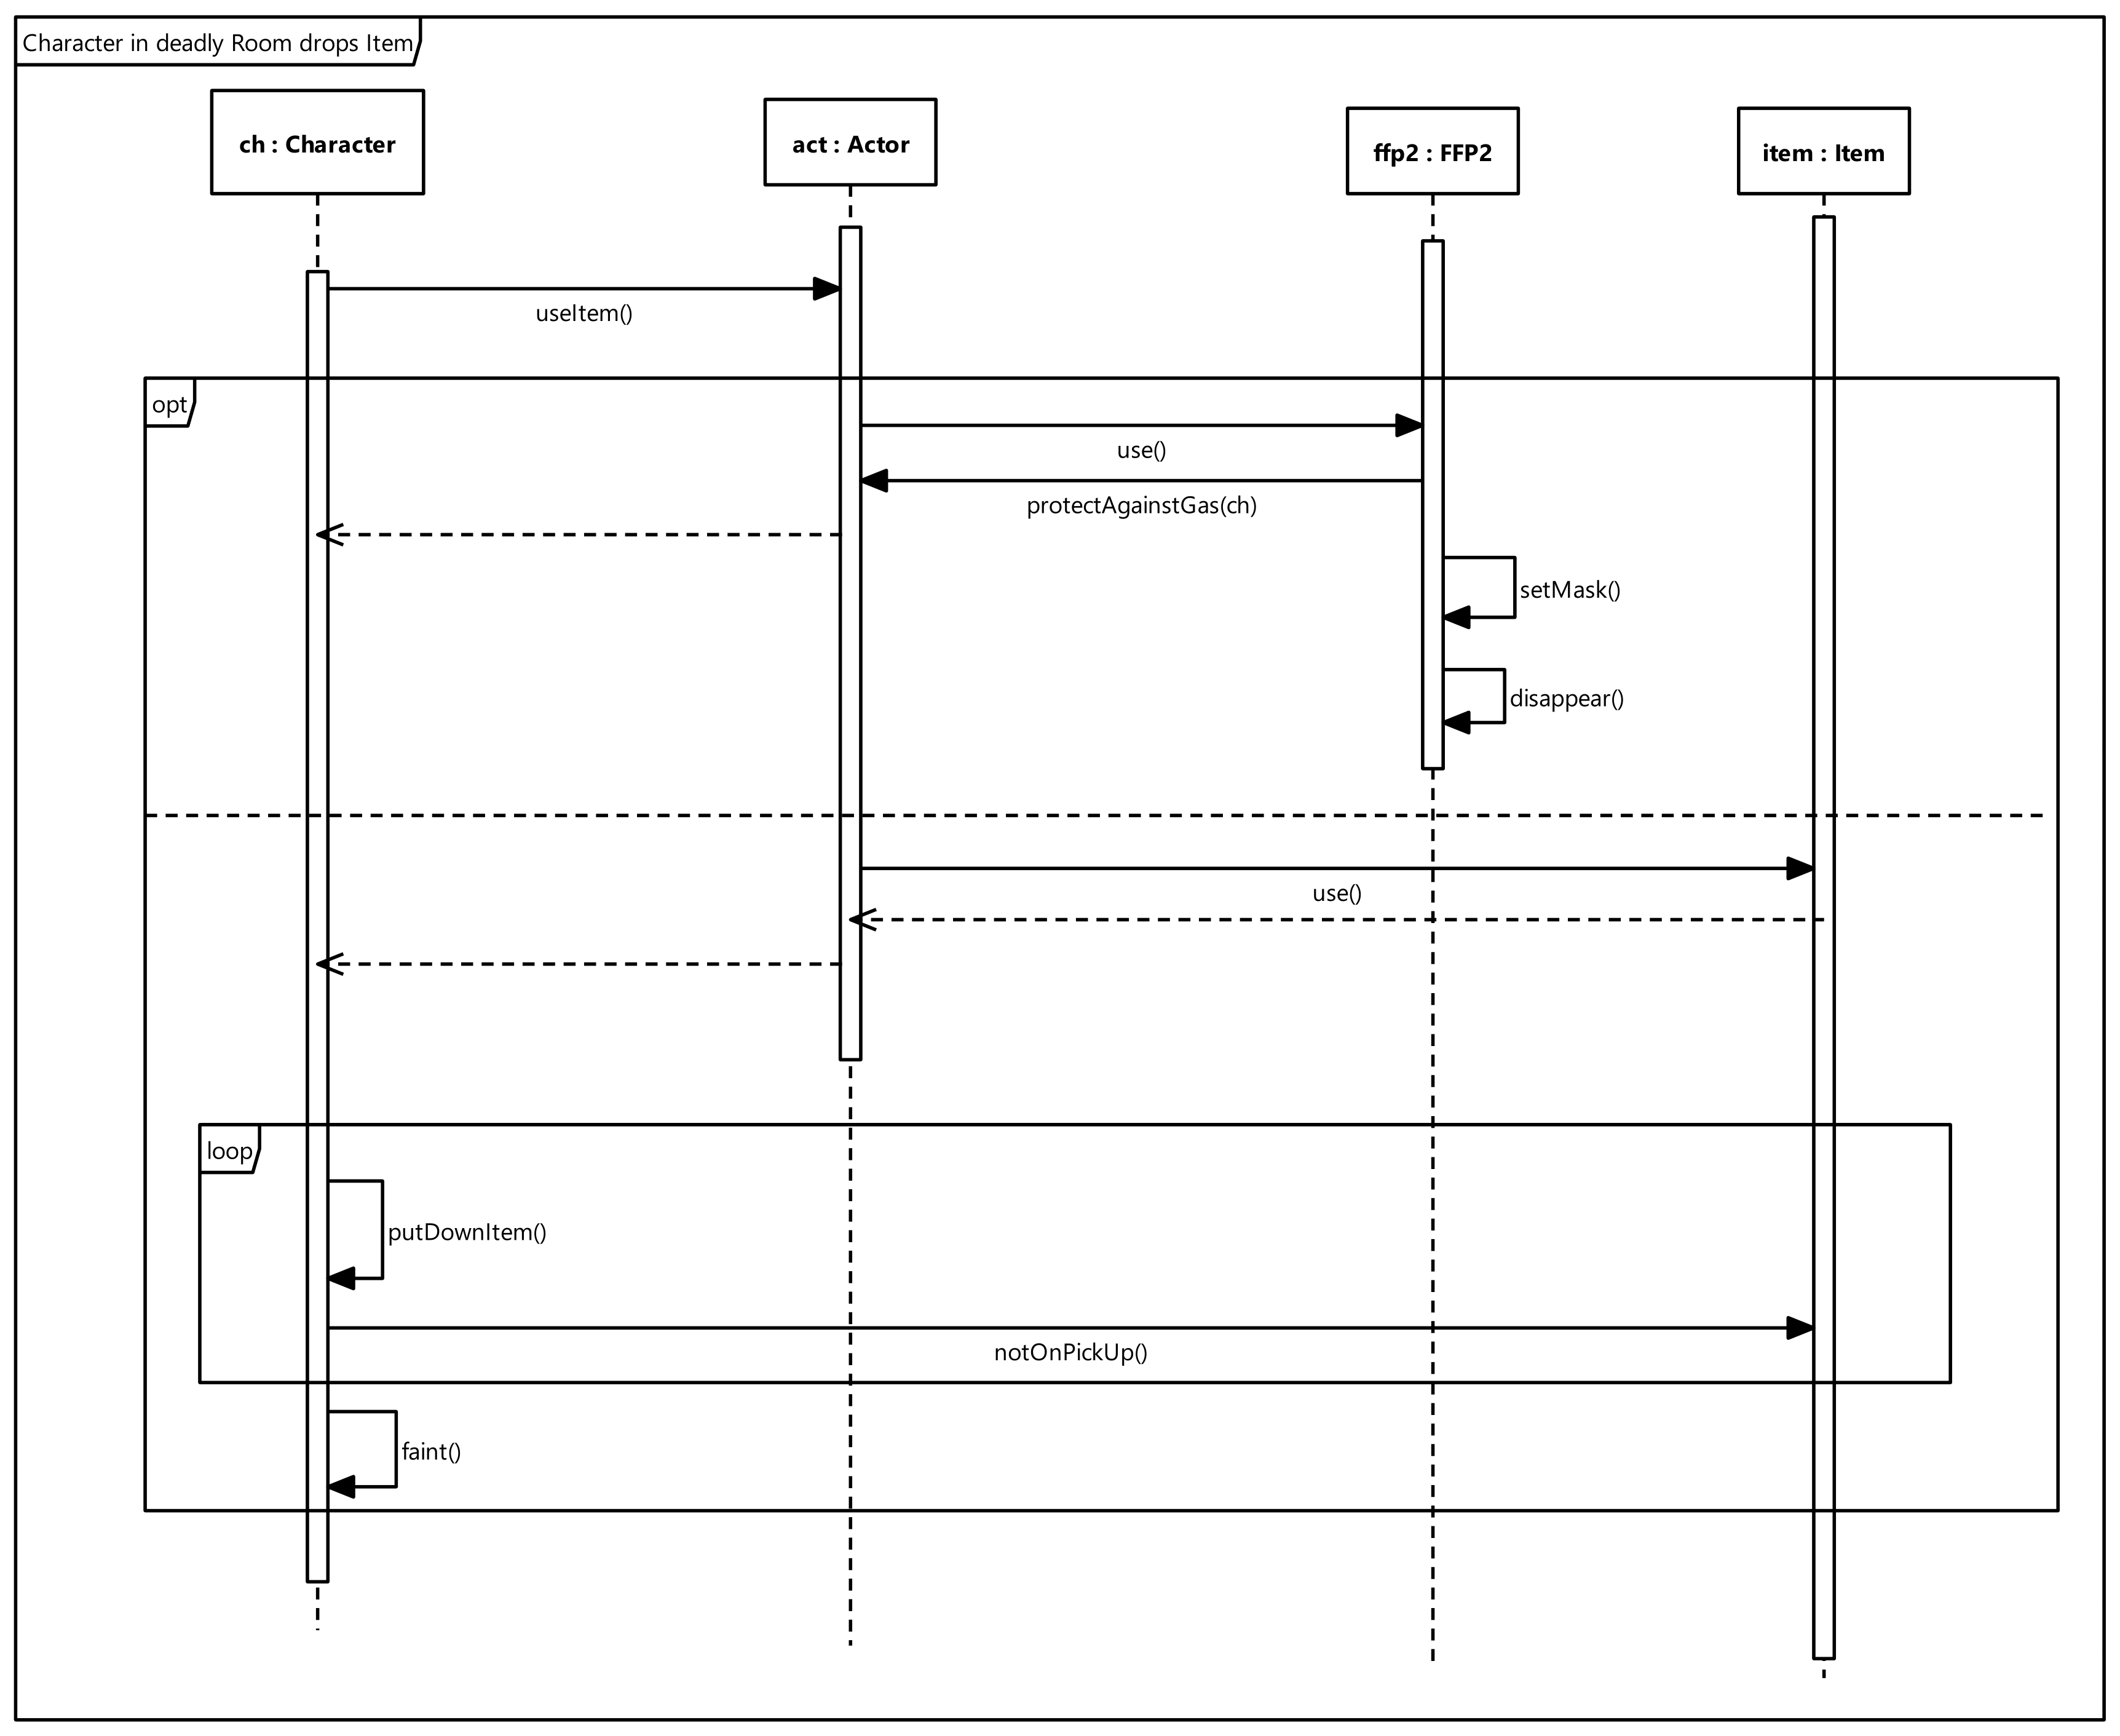 Character in deadly Room drops Item
ch : Character
act : Actor
ffp2 : FFP2
item : Item
useItem()
opt
use()
protectAgainstGas(ch)
setMask()
disappear()
use()
loop
putDownItem()
notOnPickUp()
faint()